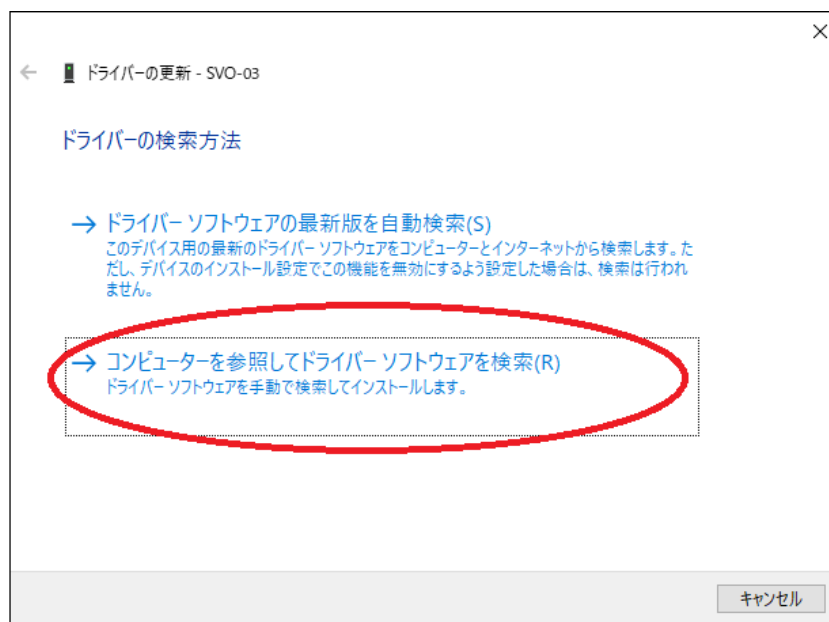 ドライバーの更新 - SVO-03
ドライバーの検索方法
ドライバー ソフトウェアの最新版を自動検索(S)
このデバイス用の最新のドライバー ソフトウェアをコンピューターとインターネットから検索します。た
だし、デバイスのインストール設定でこの機能を無効にするよう設定した場合は、検索は行われ
ません。
コンピューターを参照してドライバー ソフトウェアを検索(R)
ドライバー ソフトウェアを手動で検索してインストールします。
キャンセル